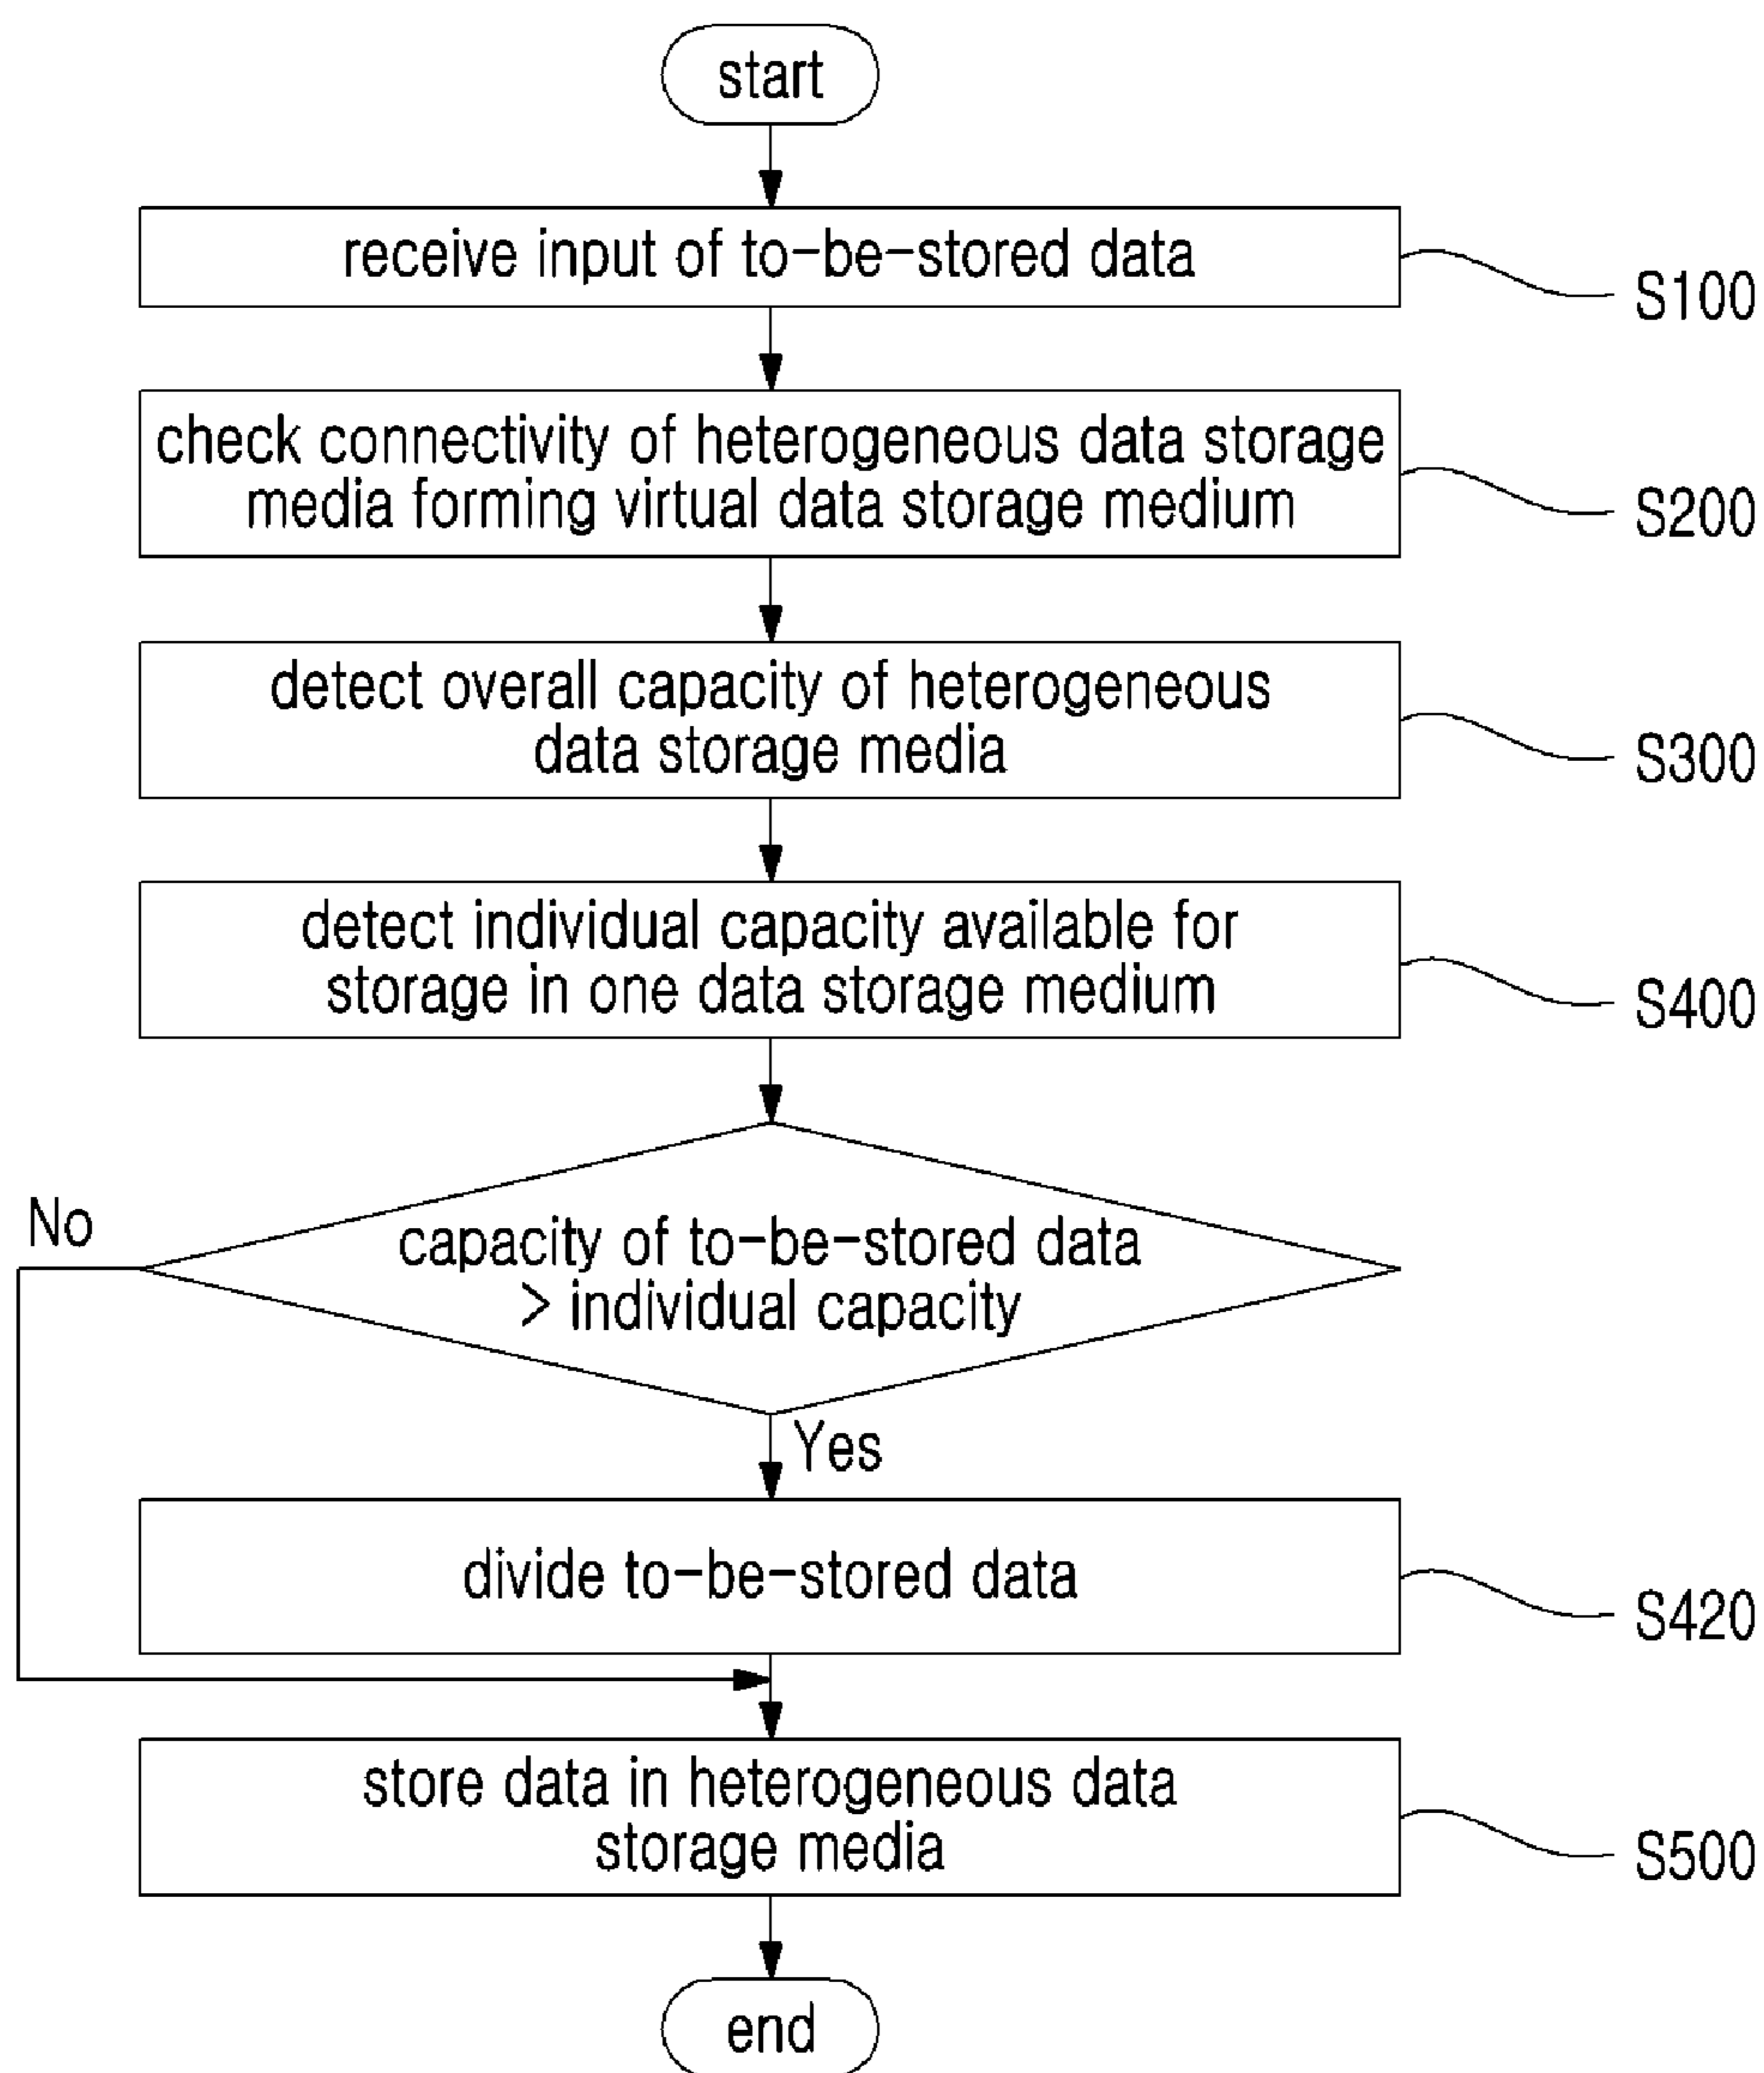 start
receive input of to-be-stored data
S100
check connectivity of heterogeneous data storage
media forming virtual data storage medium
S200
detect overall capacity of heterogeneous
data storage media
S300
detect individual capacity available for
storage in one data storage medium
S400
No
capacity of to-be-stored data
> individual capacity
Yes
divide to-be-stored data
S420
store data in heterogeneous data
storage media
S500
end